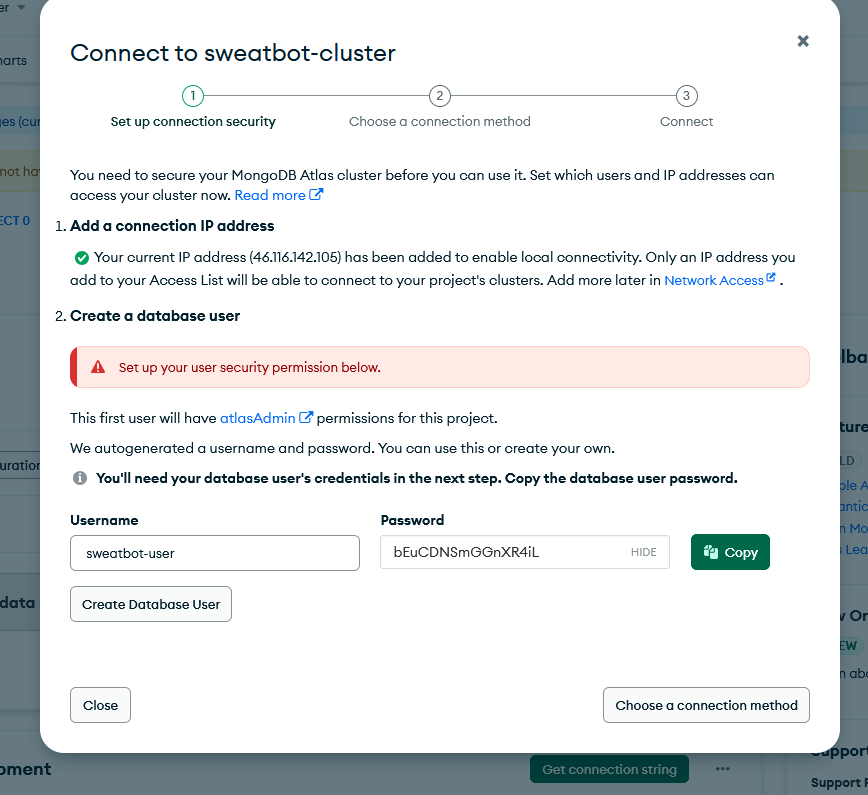 Connect to sweatbot-cluster
1
2
3
Set up connection security
Choose a connection method
Connect
You need to secure your MongoDB Atlas cluster before you can use it. Set which users and IP addresses can
access your cluster now. Read more
1. Add a connection IP address
Your current IP address (46.116.142.105) has been added to enable local connectivity. Only an IP address you
add to your Access List will be able to connect to your project's clusters. Add more later in Network Access .
2. Create a database user
Set up your user security permission below.
This first user will have atlasAdmin permissions for this project.
We autogenerated a username and password. You can use this or create your own.
You'll need your database user's credentials in the next step. Copy the database user password.
Username
Password
sweatbot-user
bEuCDNSmGGnXR4iL
HIDE
Copy
Create Database User
Close
Choose a connection method
Get connection string
data
ECT 0